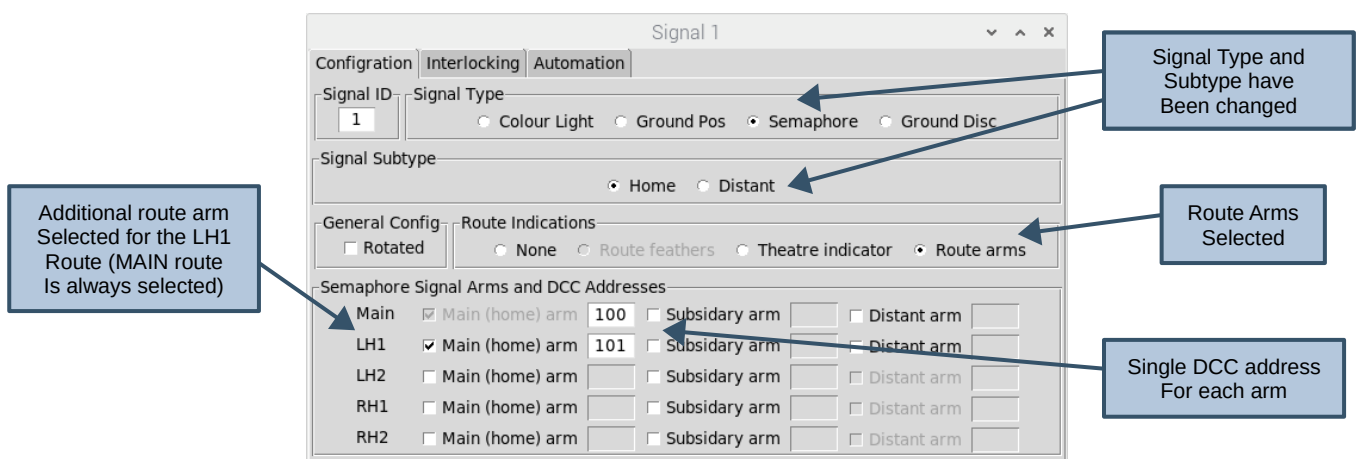 Signal 1
Configration Interlocking Automation
Signal ID Signal Type
1 Colour Light Ground Pos Semaphore Ground Disc
Signal Subtype
Home Distant
General Config Route Indications
Rotated None Route feathers Theatre indicator Route arms
Semaphore Signal Arms and DCC Addresses
Main Main (home) arm 100 Subsidary arm Distant arm
LH1 Main (home) arm 101 Subsidary arm Distant arm
LH2 Main (home) arm Subsidary arm Distant arm
RH1 Main (home) arm Subsidary arm Distant arm
RH2 Main (home) arm Subsidary arm Distant arm
Signal Type and
Subtype have
Been changed
Additional route arm
Selected for the LH1
Route (MAIN route
Is always selected)
Route Arms
Selected
Single DCC address
For each arm